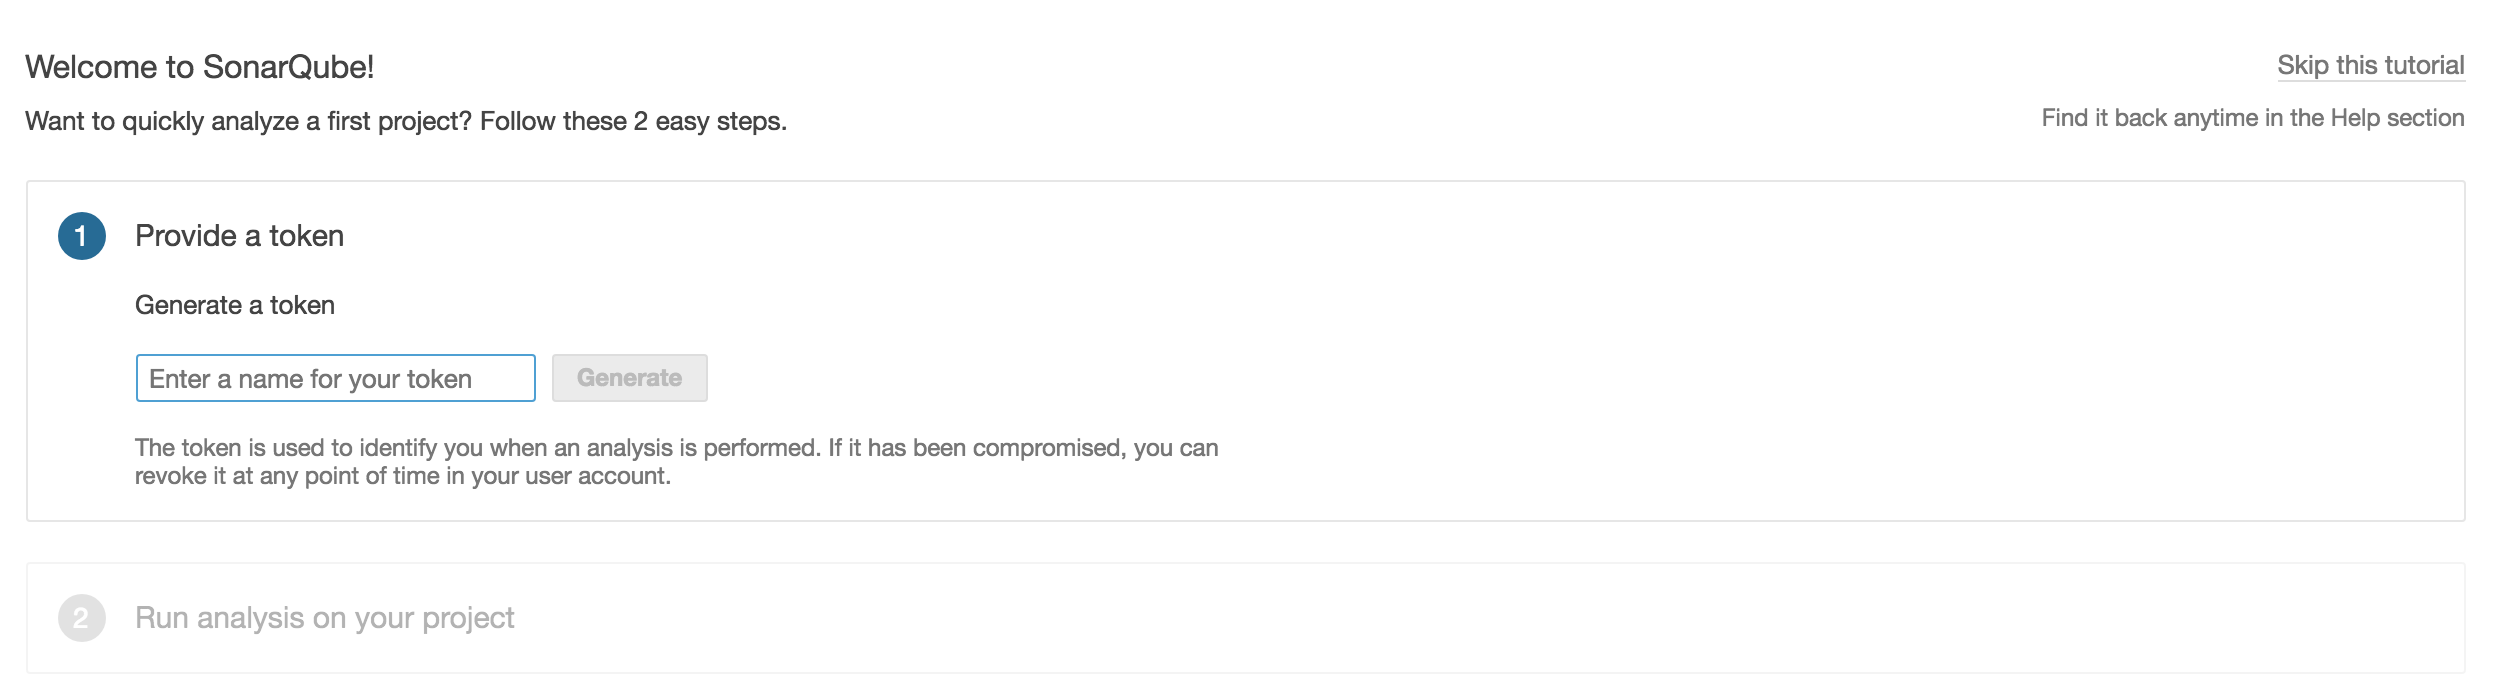 Welcome to SonarQube!
Skip this tutorial
Want to quickly analyze a first project? Follow these 2 easy steps.
Find it back anytime in the Help section
1 Provide a token
Generate a token
Enter a name for your token
Generate
The token is used to identify you when an analysis is performed. If it has been compromised, you can
revoke it at any point of time in your user account.
2 Run analysis on your project